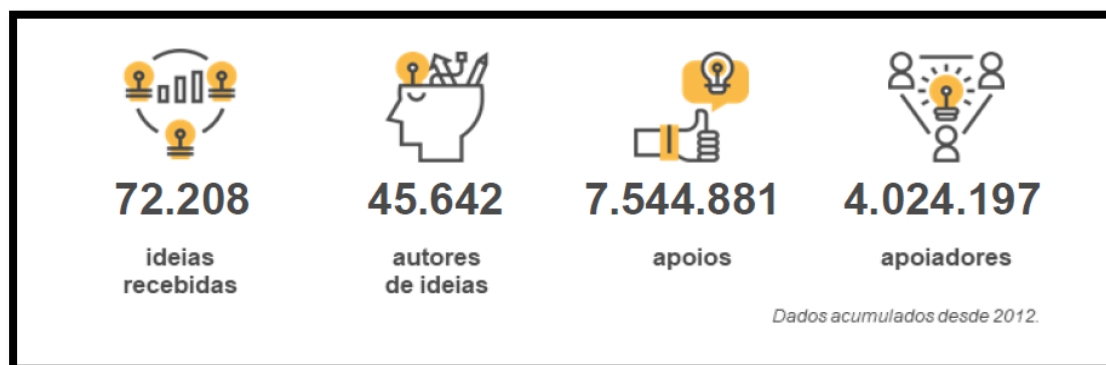 72.208
ideias
recebidas
45.642
autores
de ideias
7.544.881
apoios
4.024.197
apoiadores
Dados acumulados desde 2012.